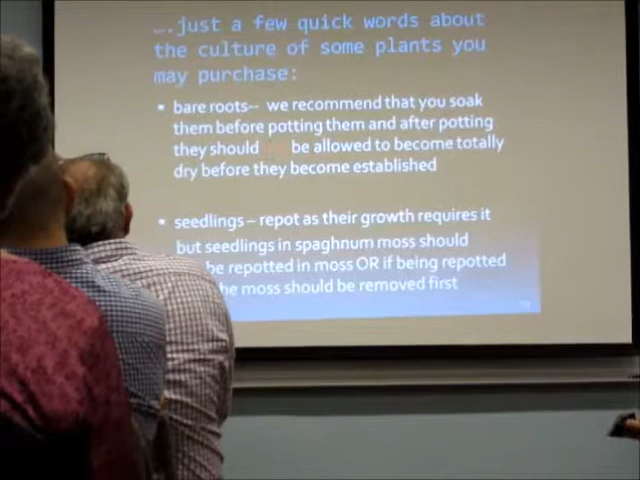 ....just a few quick words about
the culture of some plants you
may purchase:
▪ bare roots-- we recommend that you soak
them before potting them and after potting
they should be allowed to become totally
dry before they become established
▪ seedlings – repot as their growth requires it
but seedlings in spaghnum moss should
be repotted in moss OR if being repotted
he moss should be removed first